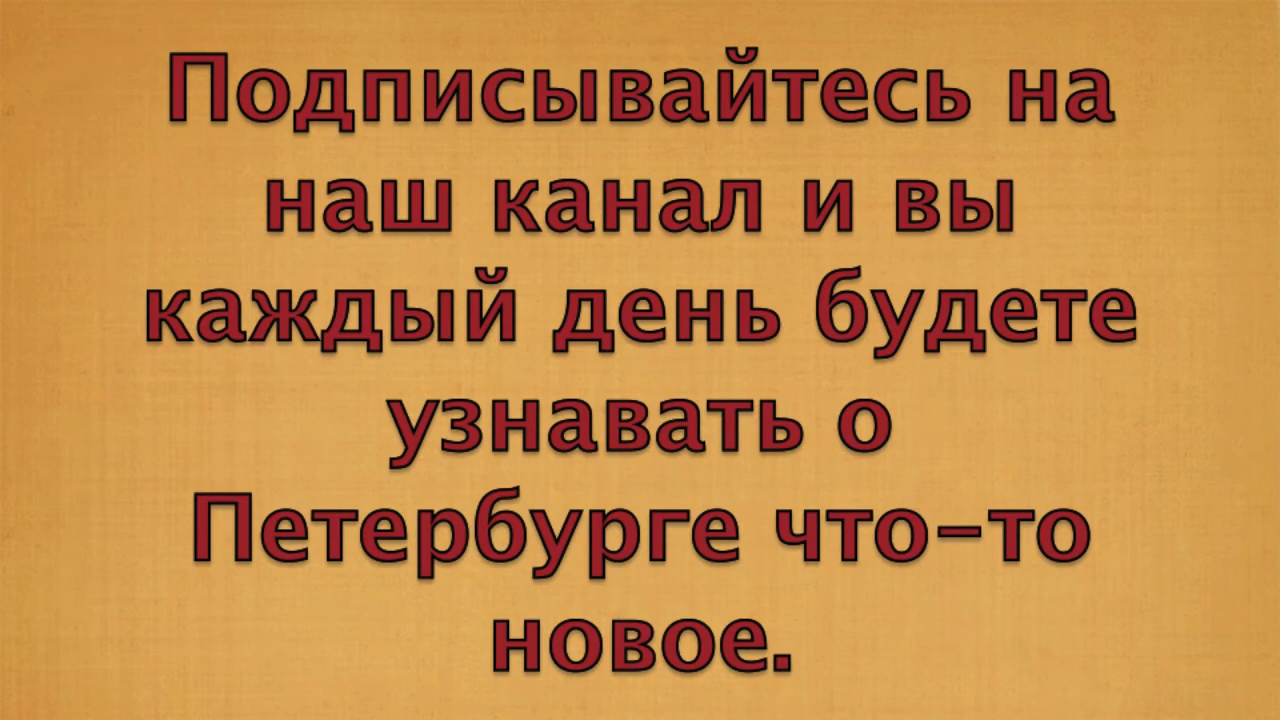 Подписывайтесь на
наш канал и вы
каждый день будете
узнавать о
Петербурге что-то
новое.